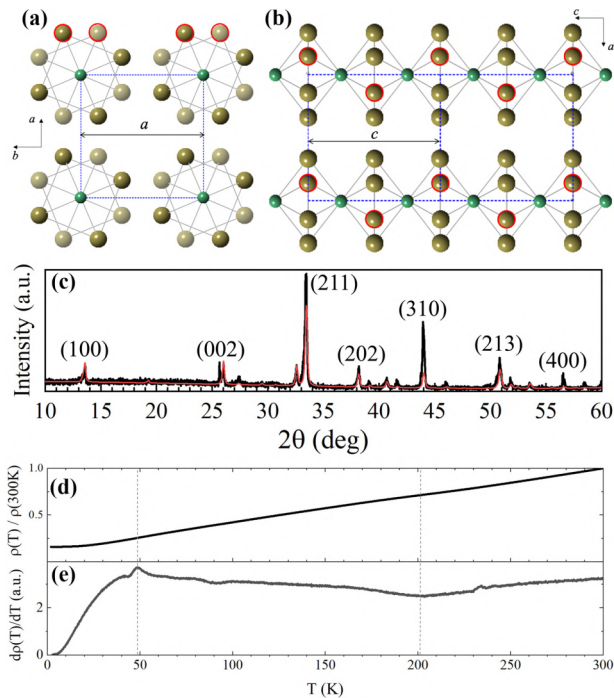 (a)
a
b
a
(b)
c
a
c
(c)
Intensity (a.u.)
(100)
(002)
(211)
(202)
(310)
(213)
(400)
10 15 20 25 30 35 40 45 50 55 60
2θ (deg)
(d)
ρ(T) / ρ(300K)
1.0
0.5
(e)
dρ(T)/dT (a.u.)
2
0
0 50 100 150 200 250 300
T (K)